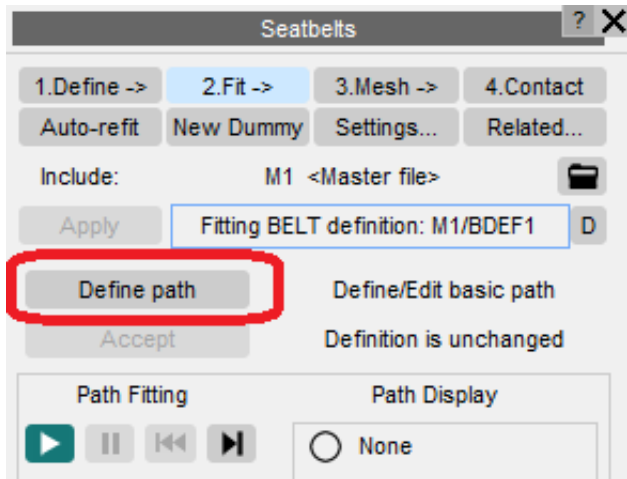 Seatbelts ?
1.Define -> 2.Fit -> 3.Mesh -> 4.Contact
Auto-refit New Dummy Settings... Related...
Include: M1 <Master file>
Apply Fitting BELT definition: M1/BDEF1 D
Define path Define/Edit basic path
Accept Definition is unchanged
Path Fitting Path Display
None